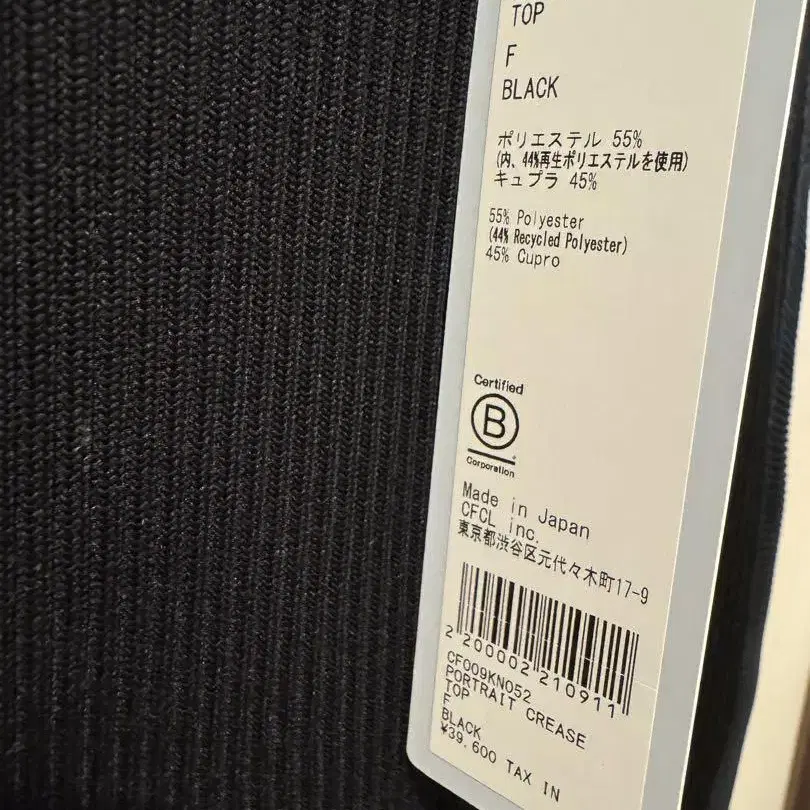 TOP
F
BLACK
ポリエステル 55%
(内、44%再生ポリエステルを使用)
キュプラ 45%
55% Polyester
(44% Recycled Polyester)
45% Cupro
Certified
B
Corporation
Made in Japan
CFCL inc.
東京都渋谷区元代々木町17-9
2 200002 210911
CF009KN052
PORTRAIT CREASE
TOP
F
BLACK
¥39.600 TAX IN